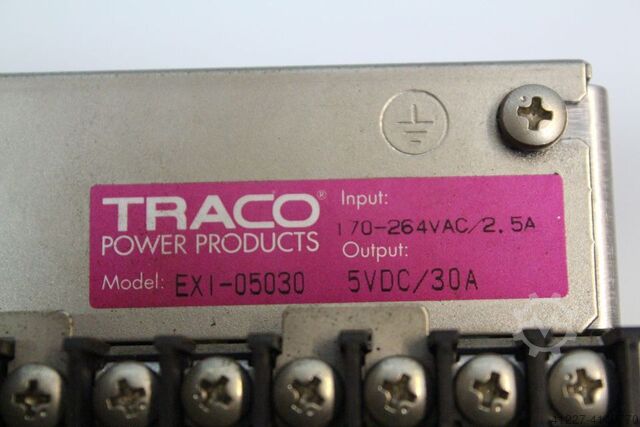 TRACO®
POWER PRODUCTS
Model: EXI-05030
Input:
170-264VAC/2.5A
Output:
5VDC/30A